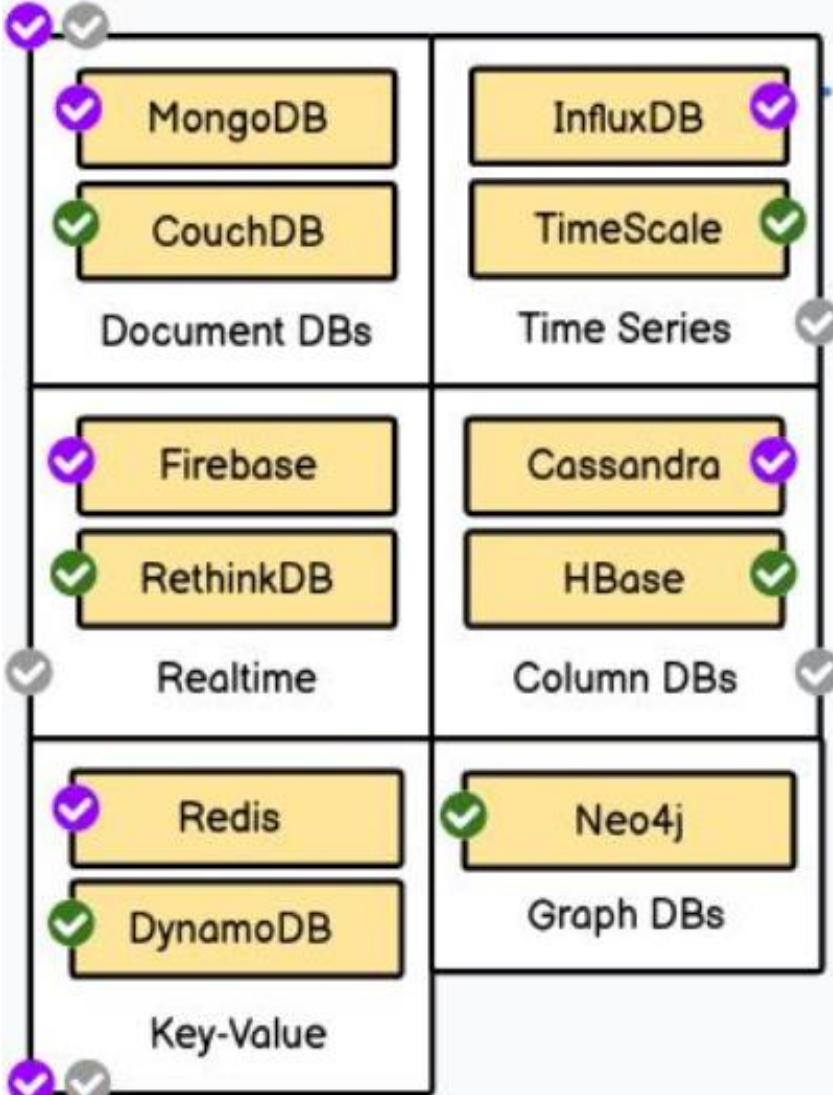 MongoDB
CouchDB
Document DBs
InfluxDB
TimeScale
Time Series
Firebase
RethinkDB
Realtime
Cassandra
HBase
Column DBs
Redis
DynamoDB
Key-Value
Neo4j
Graph DBs